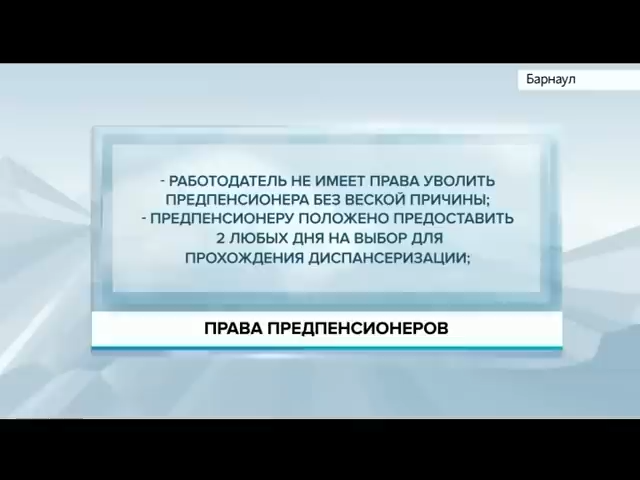 Барнаул
- РАБОТОДАТЕЛЬ НЕ ИМЕЕТ ПРАВА УВОЛИТЬ
ПРЕДПЕНСИОНЕРА БЕЗ ВЕСКОЙ ПРИЧИНЫ;
- ПРЕДПЕНСИОНЕРУ ПОЛОЖЕНО ПРЕДОСТАВИТЬ
2 ЛЮБЫХ ДНЯ НА ВЫБОР ДЛЯ
ПРОХОЖДЕНИЯ ДИСПАНСЕРИЗАЦИИ;
ПРАВА ПРЕДПЕНСИОНЕРОВ